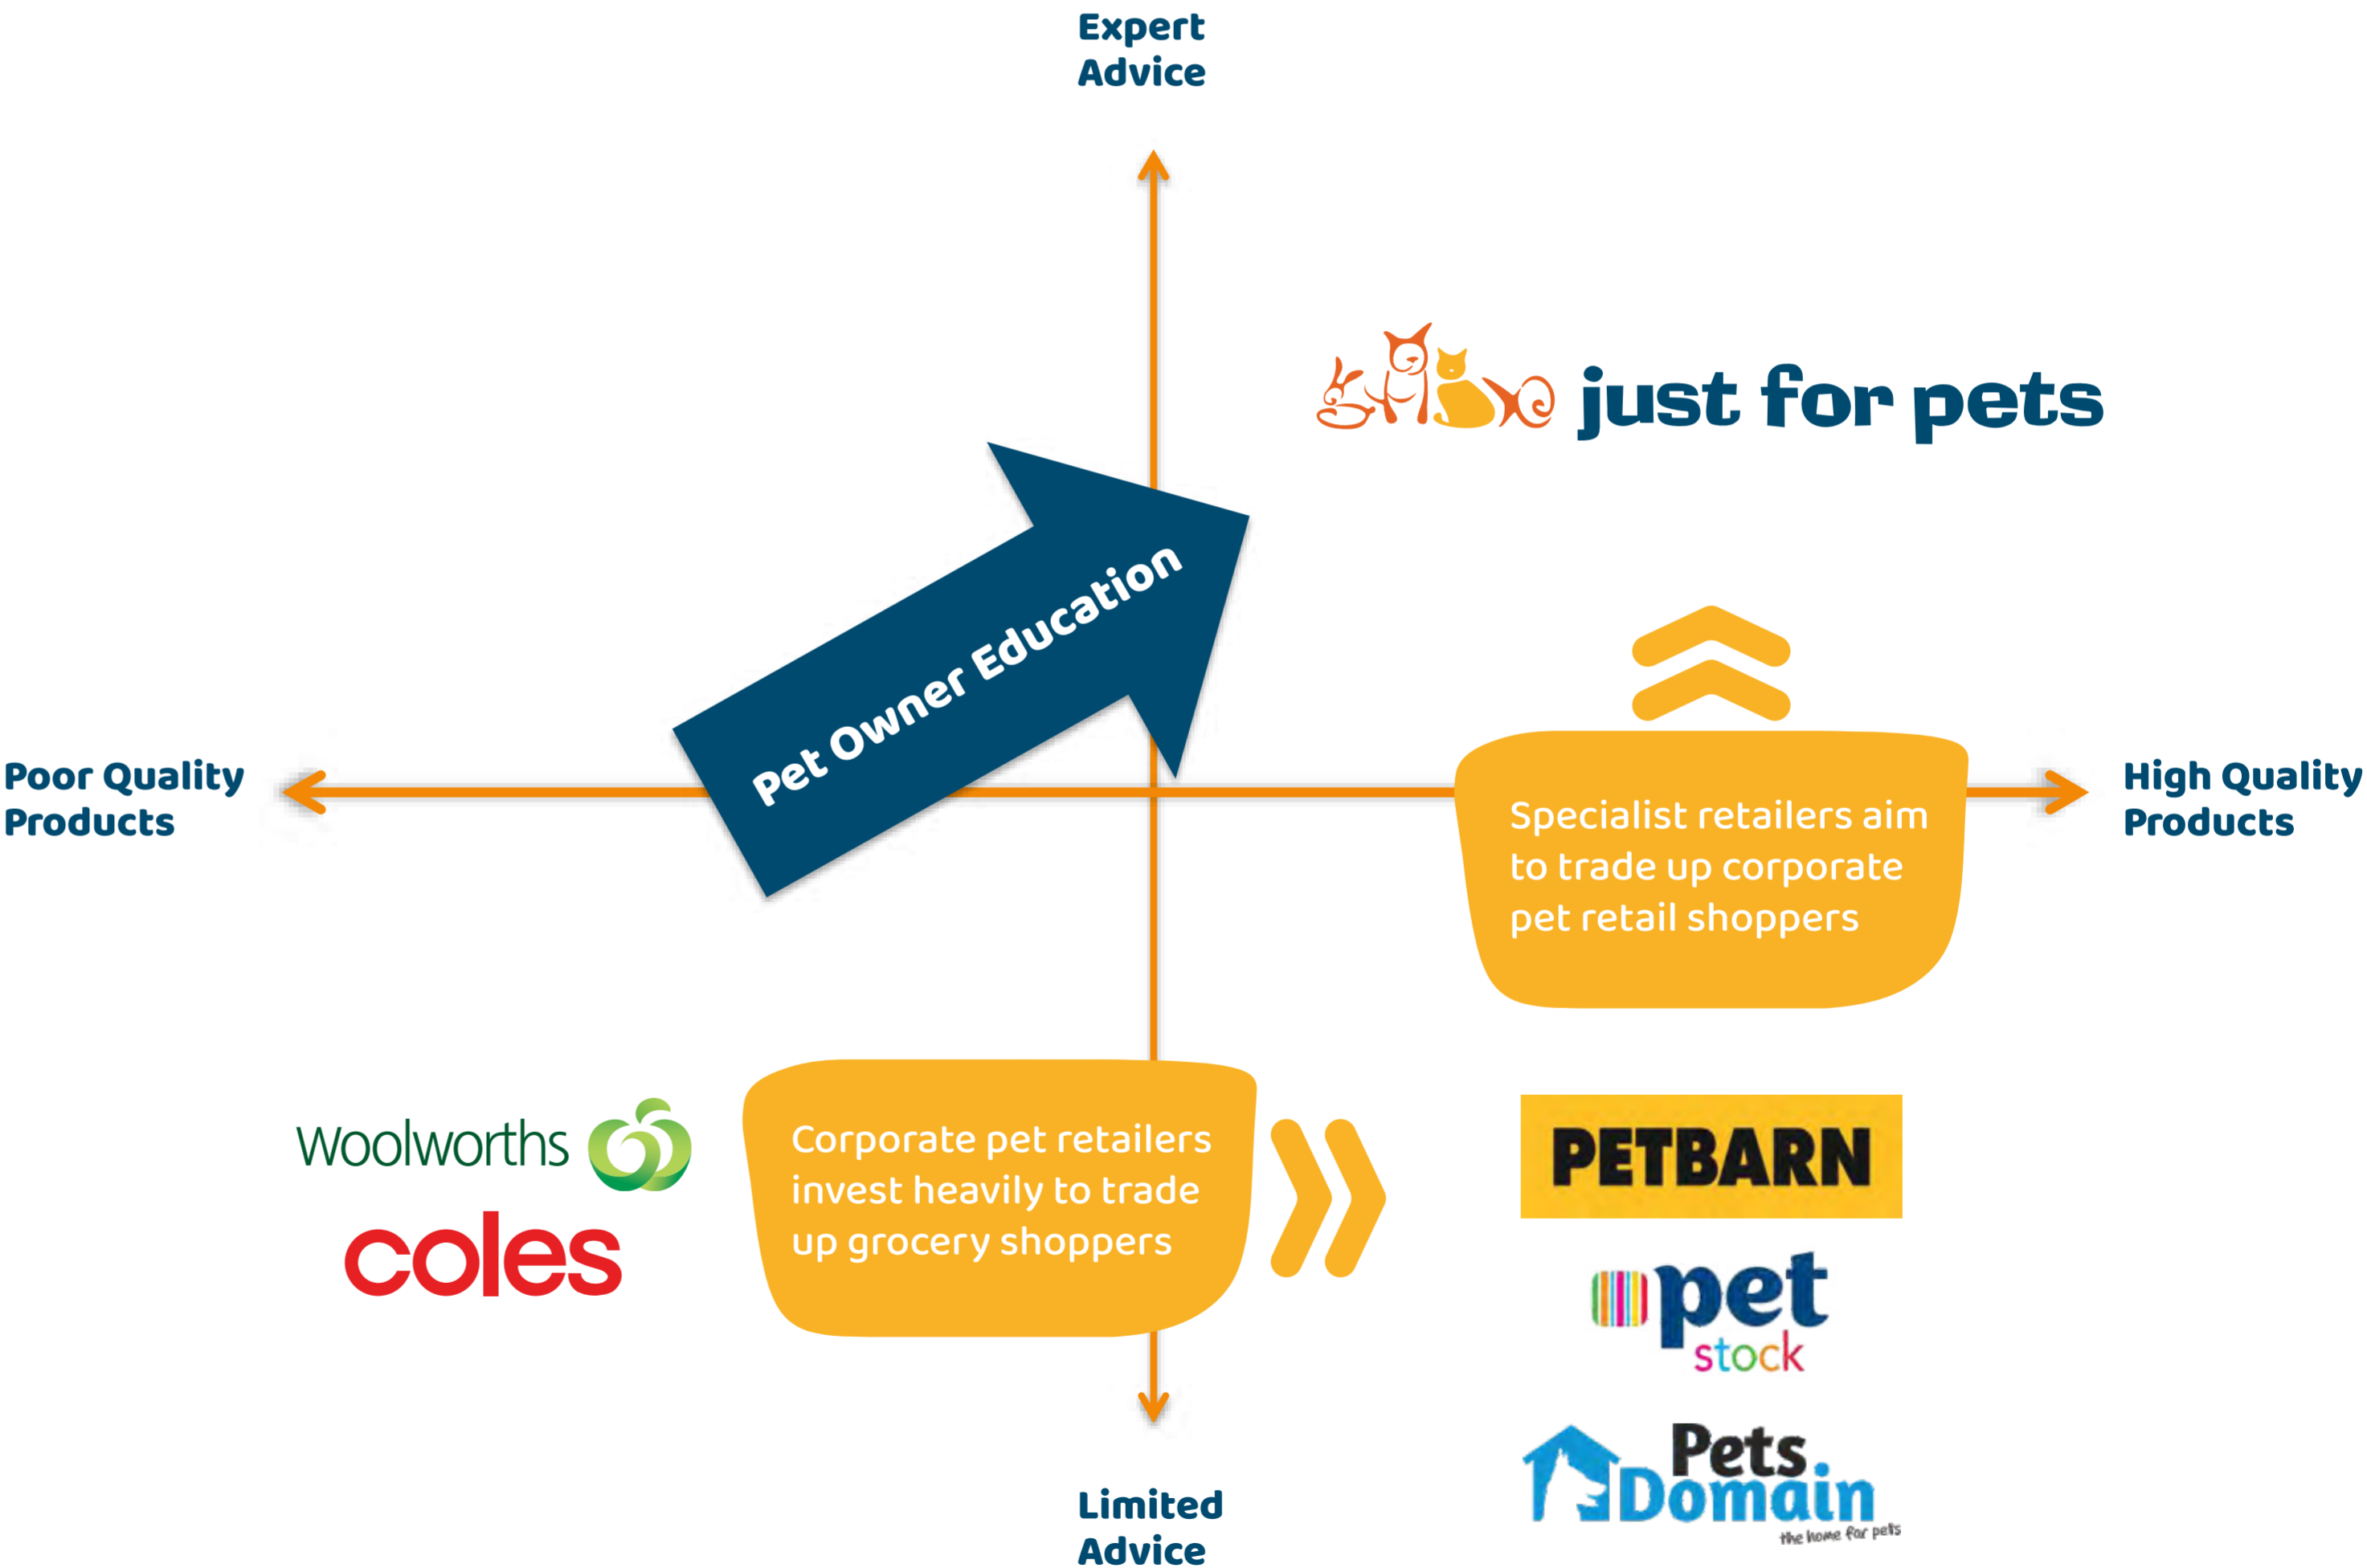 Expert
Advice
just for pets
Pet Owner Education
Poor Quality
Products
High Quality
Products
Specialist retailers aim
to trade up corporate
pet retail shoppers
Woolworths
coles
Corporate pet retailers
invest heavily to trade
up grocery shoppers
PETBARN
pet
stock
Pets
Domain
the home for pets
Limited
Advice